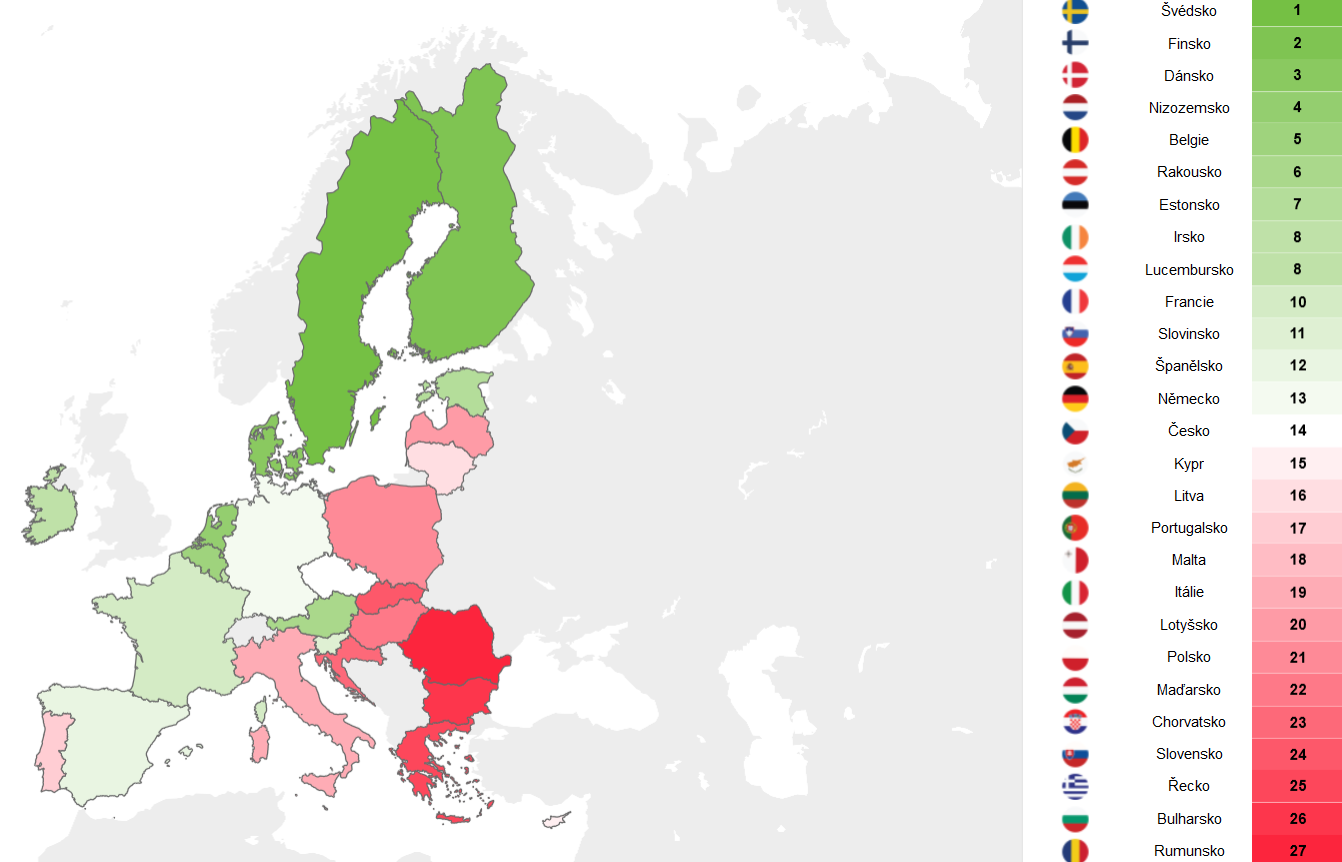 Švédsko 1
Finsko 2
Dánsko 3
Nizozemsko 4
Belgie 5
Rakousko 6
Estonsko 7
Irsko 8
Lucembursko 8
Francie 10
Slovinsko 11
Španělsko 12
Německo 13
Česko 14
Kypr 15
Litva 16
Portugalsko 17
Malta 18
Itálie 19
Lotyšsko 20
Polsko 21
Maďarsko 22
Chorvatsko 23
Slovensko 24
Řecko 25
Bulharsko 26
Rumunsko 27